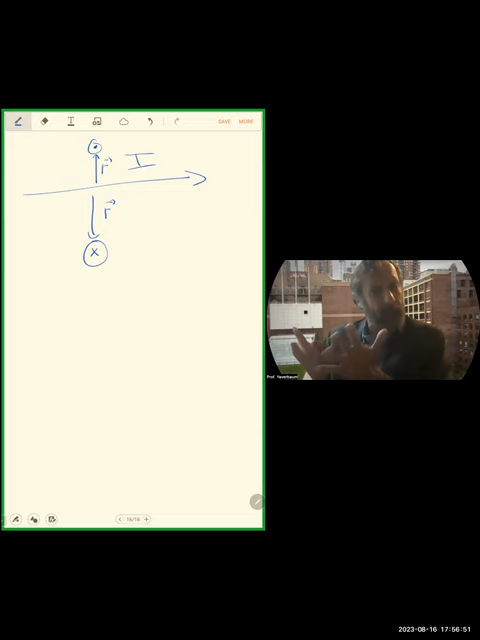 T SAVE MORE
r⃗ I
r⃗
x
16/16
Prof. Yaverbaum
2023-08-16 17:56:51